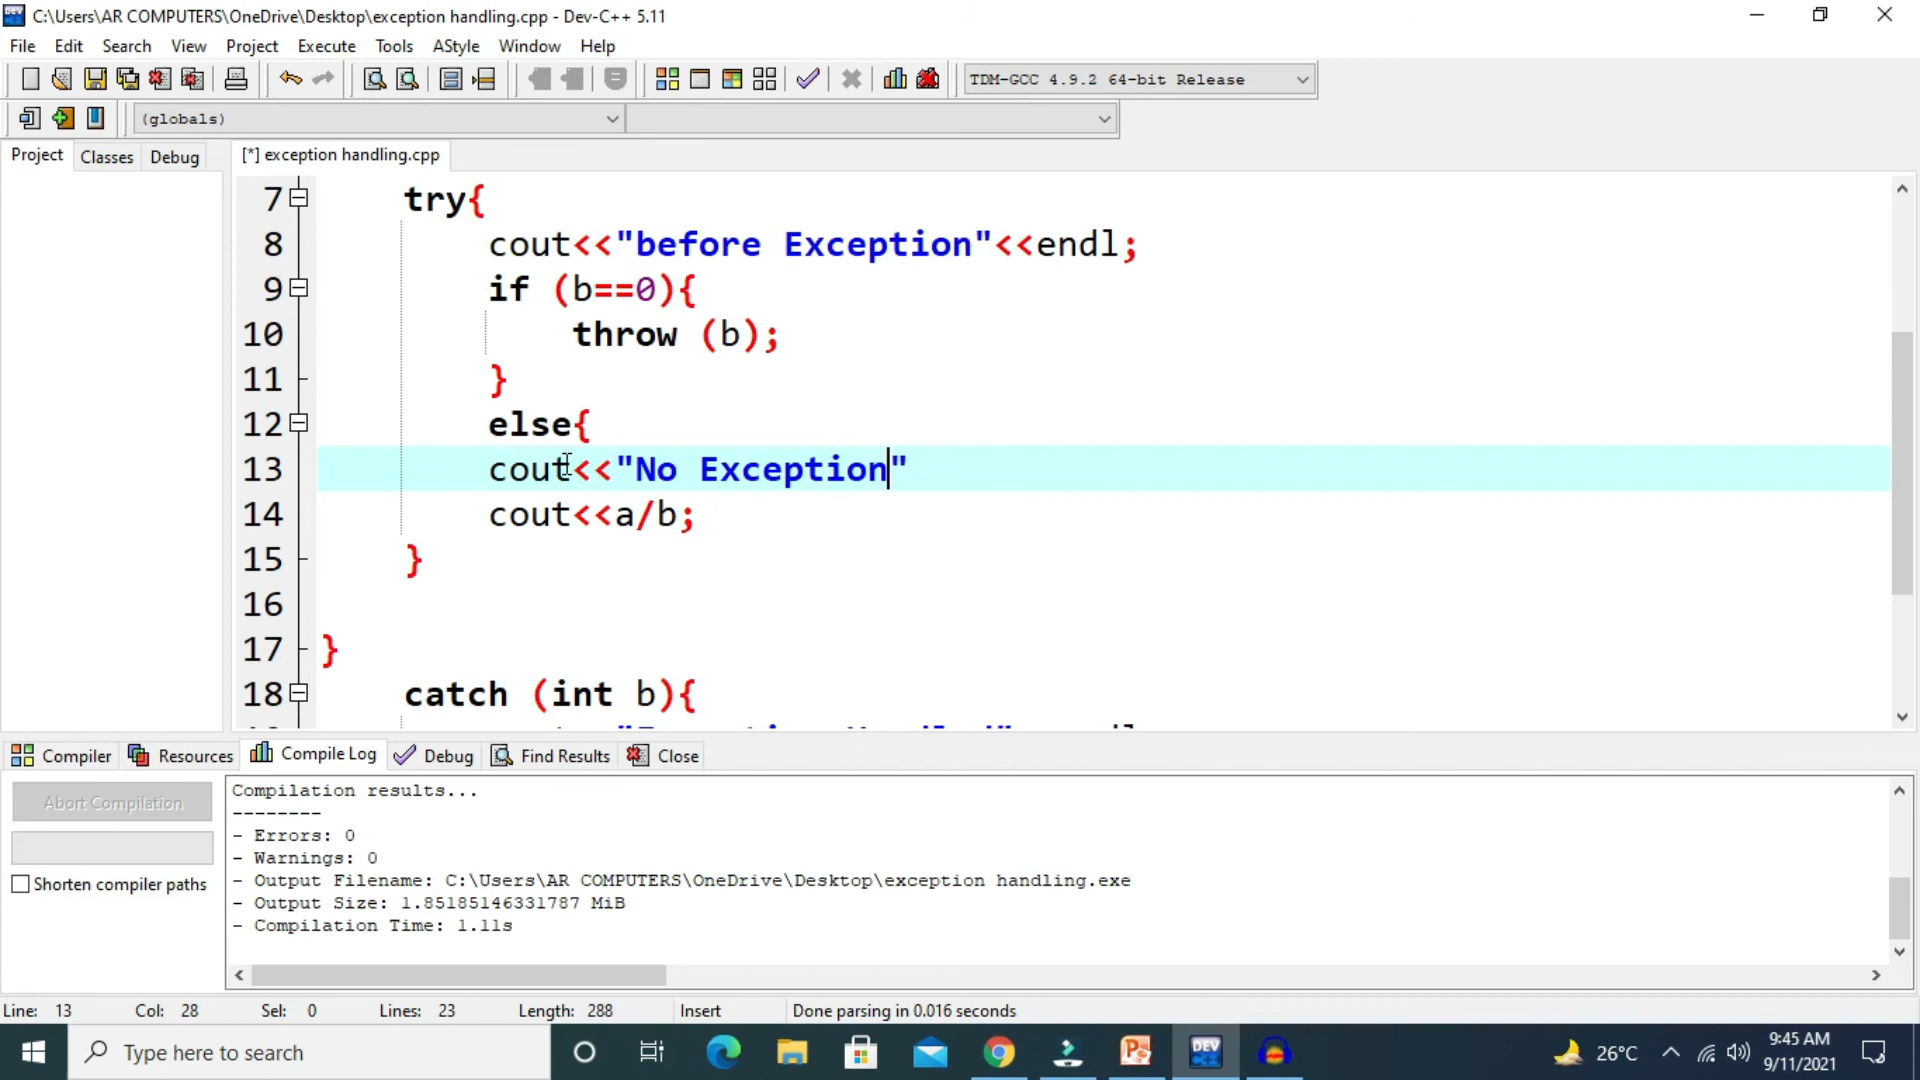 C:\Users\AR COMPUTERS\OneDrive\Desktop\exception handling.cpp - Dev-C++ 5.11
File Edit Search View Project Execute Tools AStyle Window Help
TDM-GCC 4.9.2 64-bit Release
(globals)
Project Classes Debug [*] exception handling.cpp
7 try{
8 cout<<"before Exception"<<endl;
9 if (b==0){
10 throw (b);
11 }
12 else{
13 cout<<"No Exception"
14 cout<<a/b;
15 }
16
17 }
18 catch (int b){
Compiler Resources Compile Log Debug Find Results Close
Abort Compilation
Shorten compiler paths
Compilation results...
--------
- Errors: 0
- Warnings: 0
- Output Filename: C:\Users\AR COMPUTERS\OneDrive\Desktop\exception handling.exe
- Output Size: 1.85185146331787 MiB
- Compilation Time: 1.11s
Line: 13 Col: 28 Sel: 0 Lines: 23 Length: 288 Insert Done parsing in 0.016 seconds
Type here to search
DEV
26°C
9:45 AM
9/11/2021